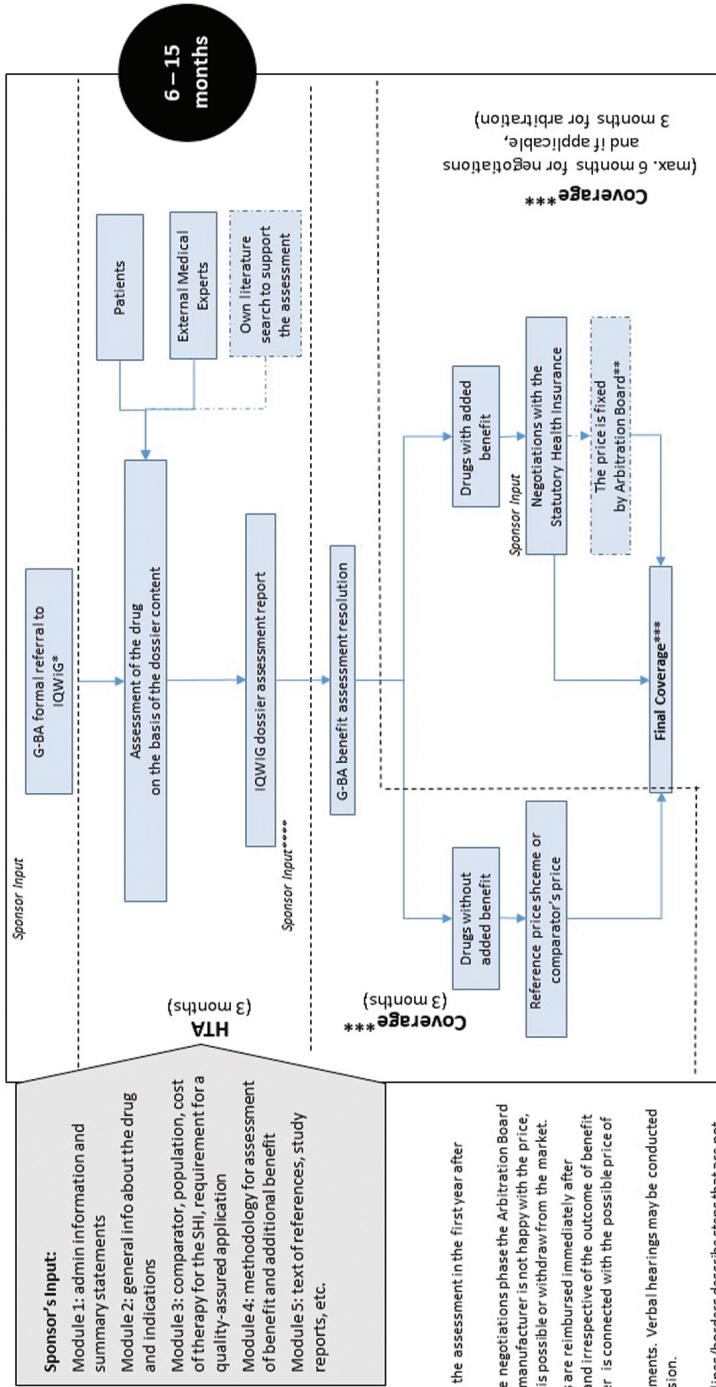 Sponsor Input
G-BA formal referral to
IQWiG*
6 – 15
months
HTA
(3 months)
Assessment of the drug
on the basis of the dossier content
Patients
External Medical
Experts
Own literature
search to support
the assessment
IQWIG dossier assessment report
Sponsor Input****
G-BA benefit assessment resolution
Coverage***
(3 months)
Drugs without
added benefit
Reference price shceme or
comparator's price
Drugs with added
benefit
Sponsor Input
Negotiations with the
Statutory Health Insurance
The price is fixed
by Arbitration Board**
Final Coverage***
Coverage***
(max. 6 months for negotiations
and if applicable,
3 months for arbitration)
Sponsor's Input:
Module 1: admin information and
summary statements
Module 2: general info about the drug
and indications
Module 3: comparator, population, cost
of therapy for the SHI, requirement for a
quality-assured application
Module 4: methodology for assessment
of benefit and additional benefit
Module 5: text of references, study
reports, etc.
the assessment in the first year after
e negotiations phase the Arbitration Board
manufacturer is not happy with the price,
is possible or withdraw from the market.
are reimbursed immediately after
and irrespective of the outcome of benefit
er is connected with the possible price of
ments. Verbal hearings may be conducted
sion.